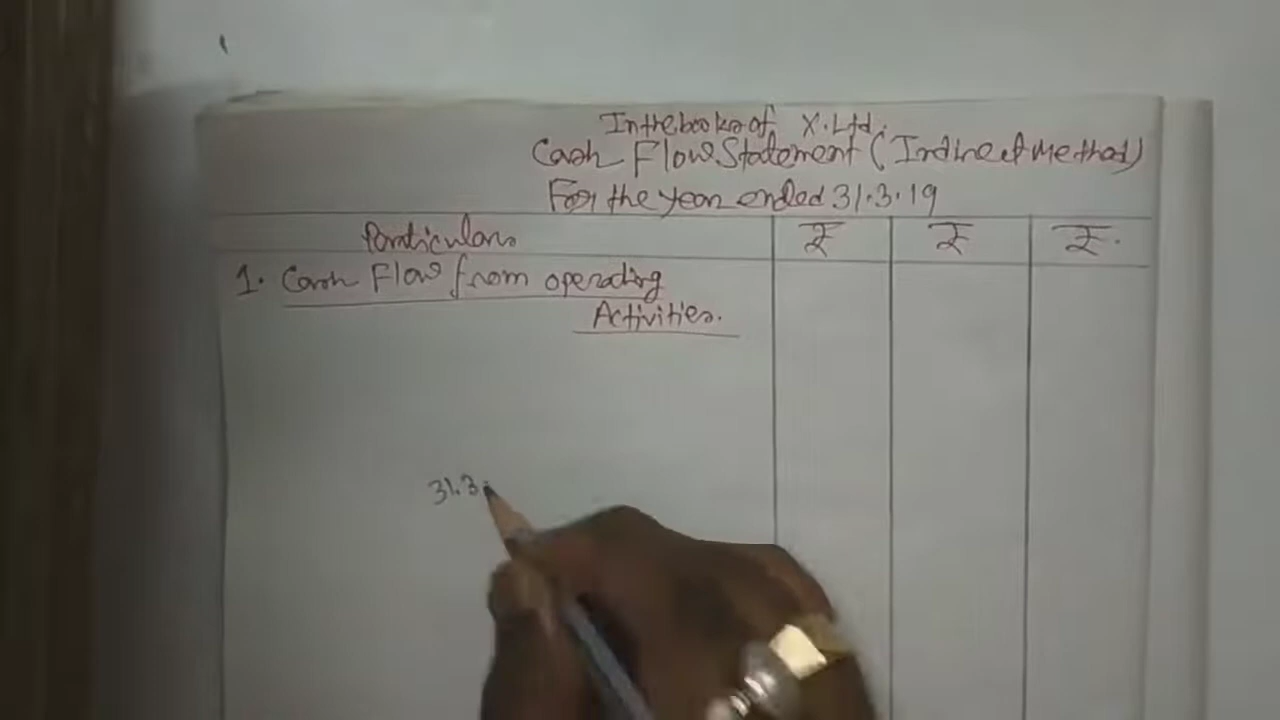 In the books of X. Ltd.
Cash Flow Statement (Indirect Method)
For the year ended 31.3.19
Particulars ₹ ₹ ₹.
1. Cash Flow from operating
Activities.
31.3